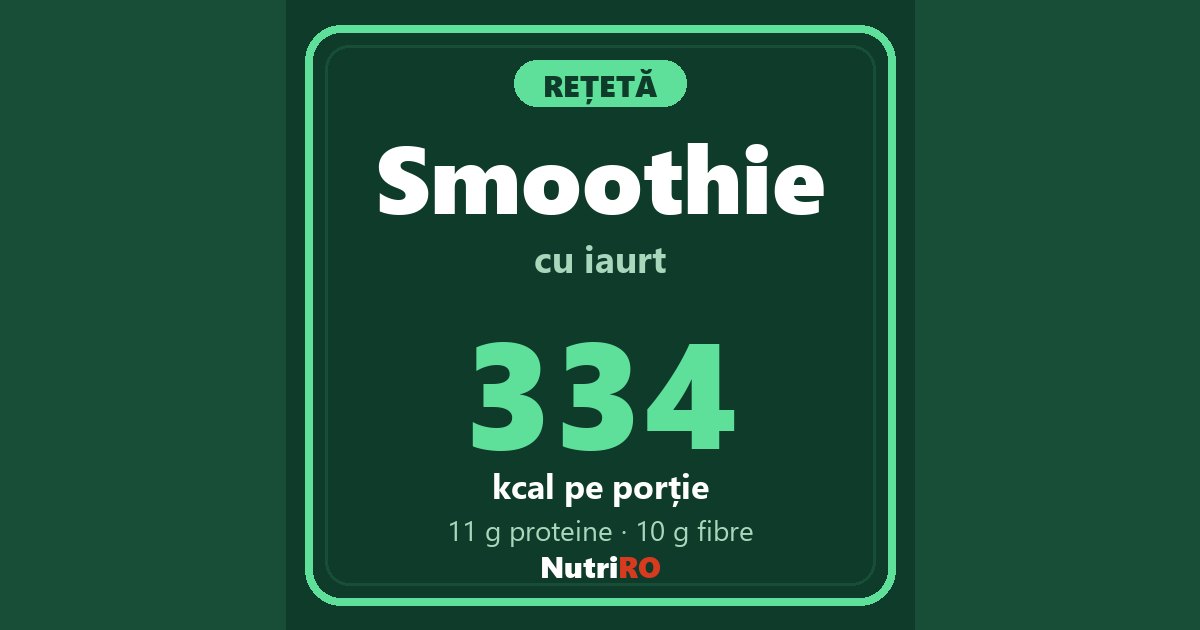 REȚETĂ
Smoothie
cu iaurt
334
kcal pe porție
11 g proteine · 10 g fibre
NutriRO